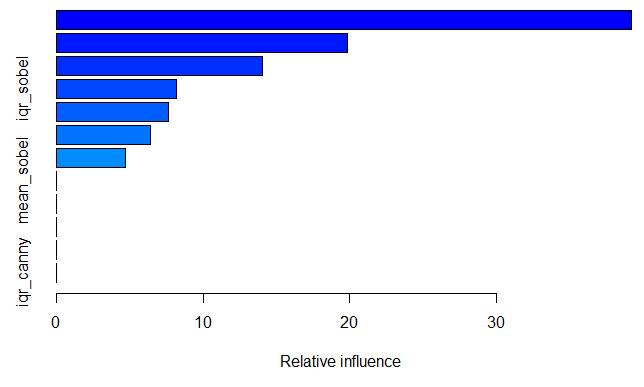 iqr_sobel
mean_sobel
iqr_canny
0 10 20 30
Relative influence